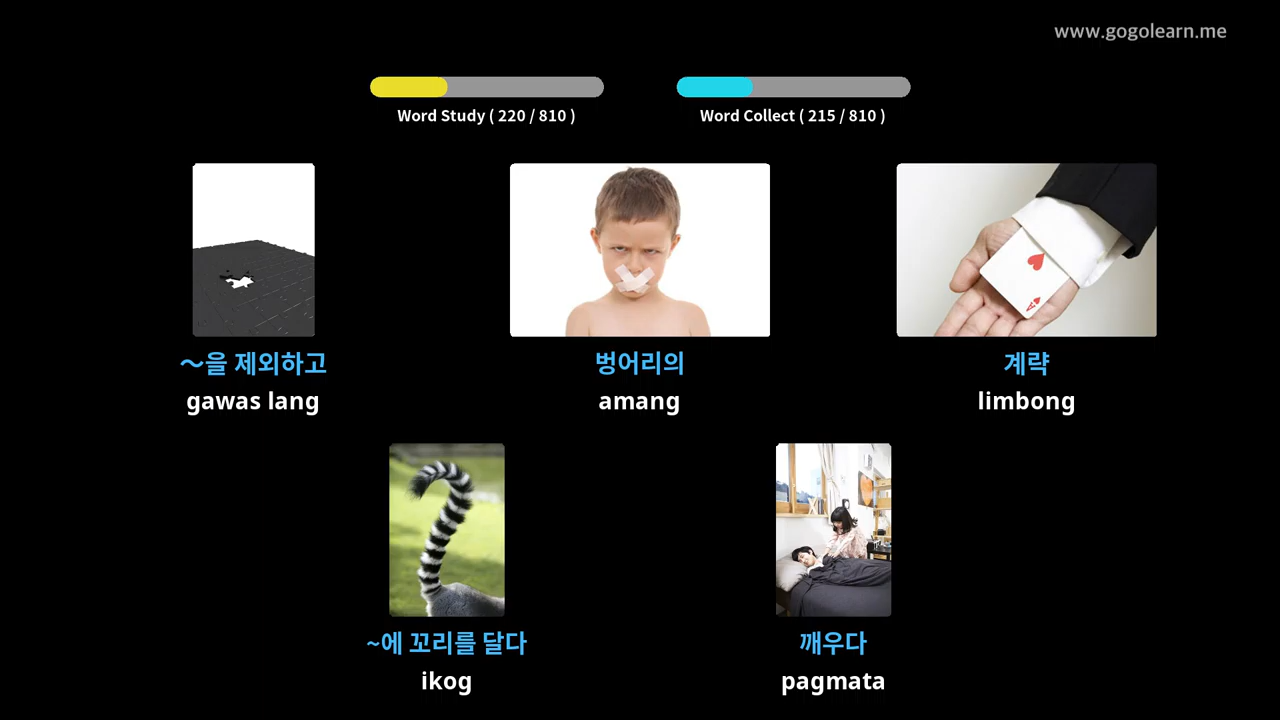 www.gogolearn.me
Word Study ( 220 / 810 )
Word Collect ( 215 / 810 )
～을 제외하고
gawas lang
벙어리의
amang
계략
limbong
~에 꼬리를 달다
ikog
깨우다
pagmata